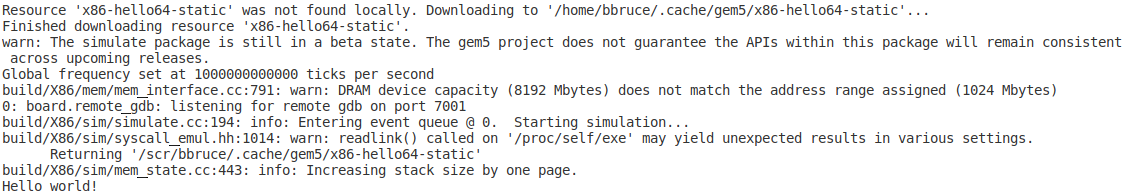 Resource 'x86-hello64-static' was not found locally. Downloading to '/home/bbruce/.cache/gem5/x86-hello64-static'...
Finished downloading resource 'x86-hello64-static'.
warn: The simulate package is still in a beta state. The gem5 project does not guarantee the APIs within this package will remain consistent
 across upcoming releases.
Global frequency set at 1000000000000 ticks per second
build/X86/mem/mem_interface.cc:791: warn: DRAM device capacity (8192 Mbytes) does not match the address range assigned (1024 Mbytes)
0: board.remote_gdb: listening for remote gdb on port 7001
build/X86/sim/simulate.cc:194: info: Entering event queue @ 0.  Starting simulation...
build/X86/sim/syscall_emul.hh:1014: warn: readlink() called on '/proc/self/exe' may yield unexpected results in various settings.
      Returning '/scr/bbruce/.cache/gem5/x86-hello64-static'
build/X86/sim/mem_state.cc:443: info: Increasing stack size by one page.
Hello world!